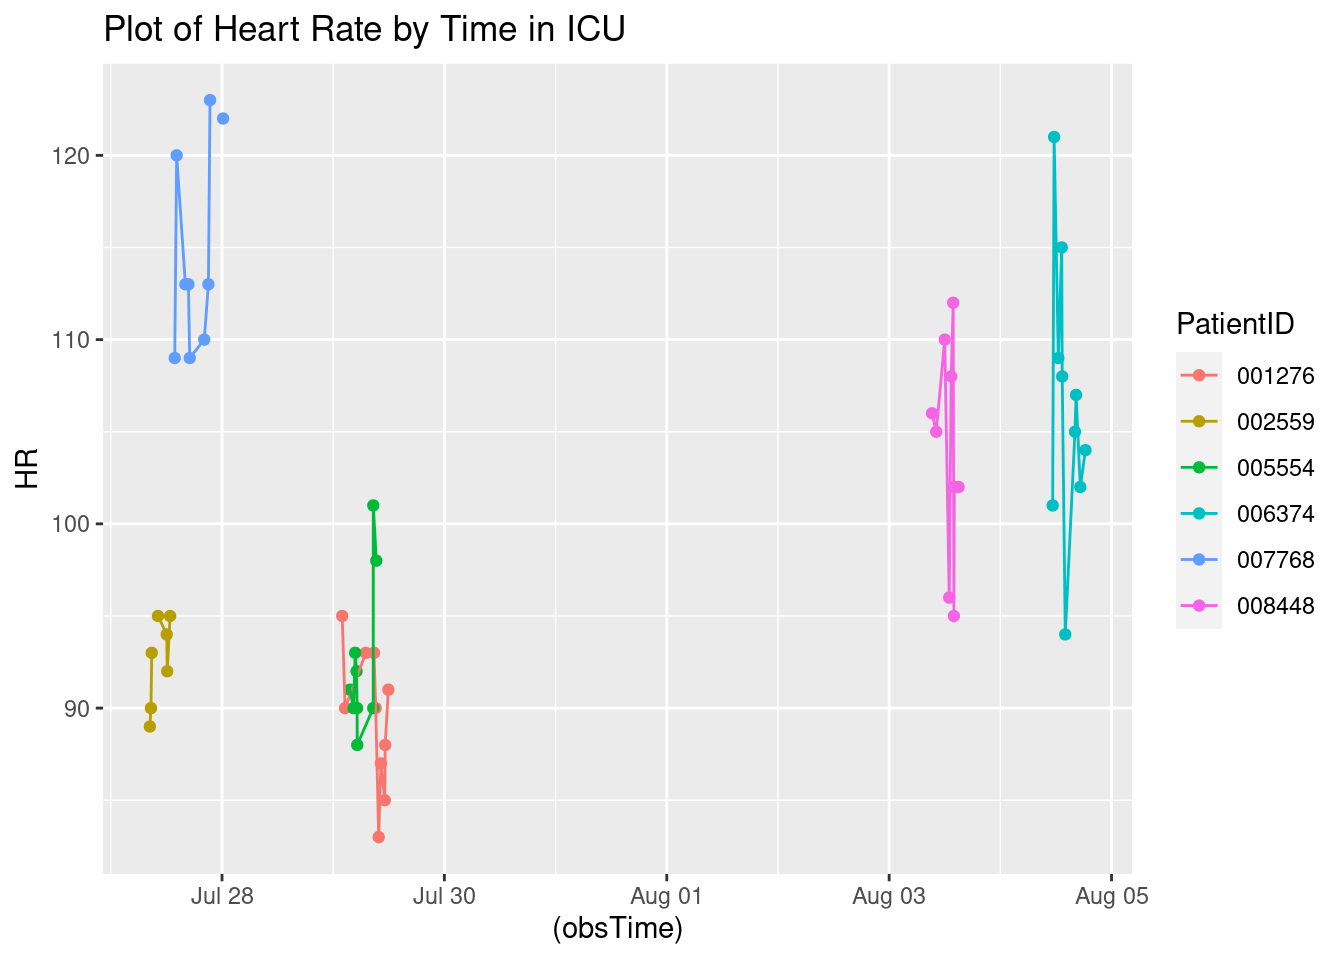 Plot of Heart Rate by Time in ICU
120
110
100
90
HR
Jul 28
Jul 30
Aug 01
Aug 03
Aug 05
(obsTime)
PatientID
001276
002559
005554
006374
007768
008448